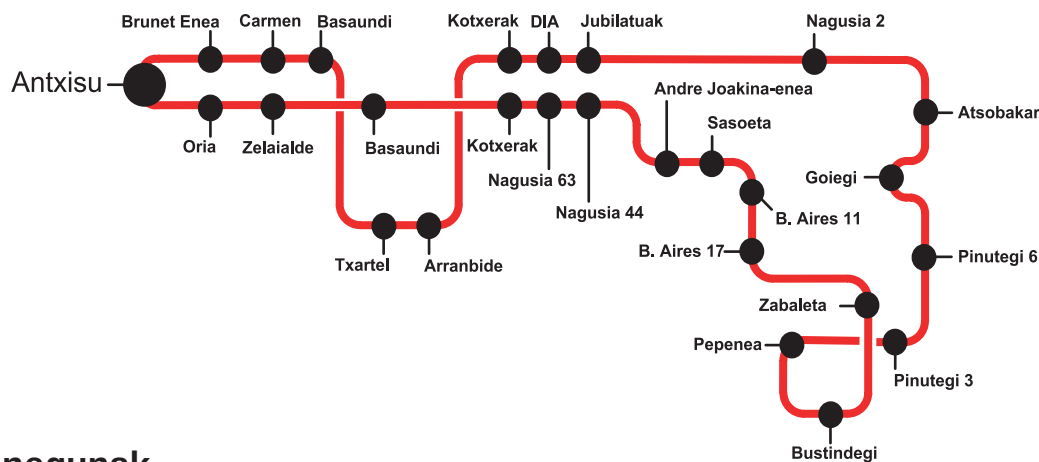 Brunet Enea
Carmen
Basaundi
Kotxerak
DIA
Jubilatuak
Nagusia 2
Antxisu
Andre Joakina-enea
Atsobakar
Sasoeta
Oria
Zelaialde
Basaundi
Kotxerak
Nagusia 63
Goiegi
Nagusia 44
B. Aires 11
B. Aires 17
Pinutegi 6
Txartel
Arranbide
Zabaleta
Pepenea
Pinutegi 3
Bustindegi